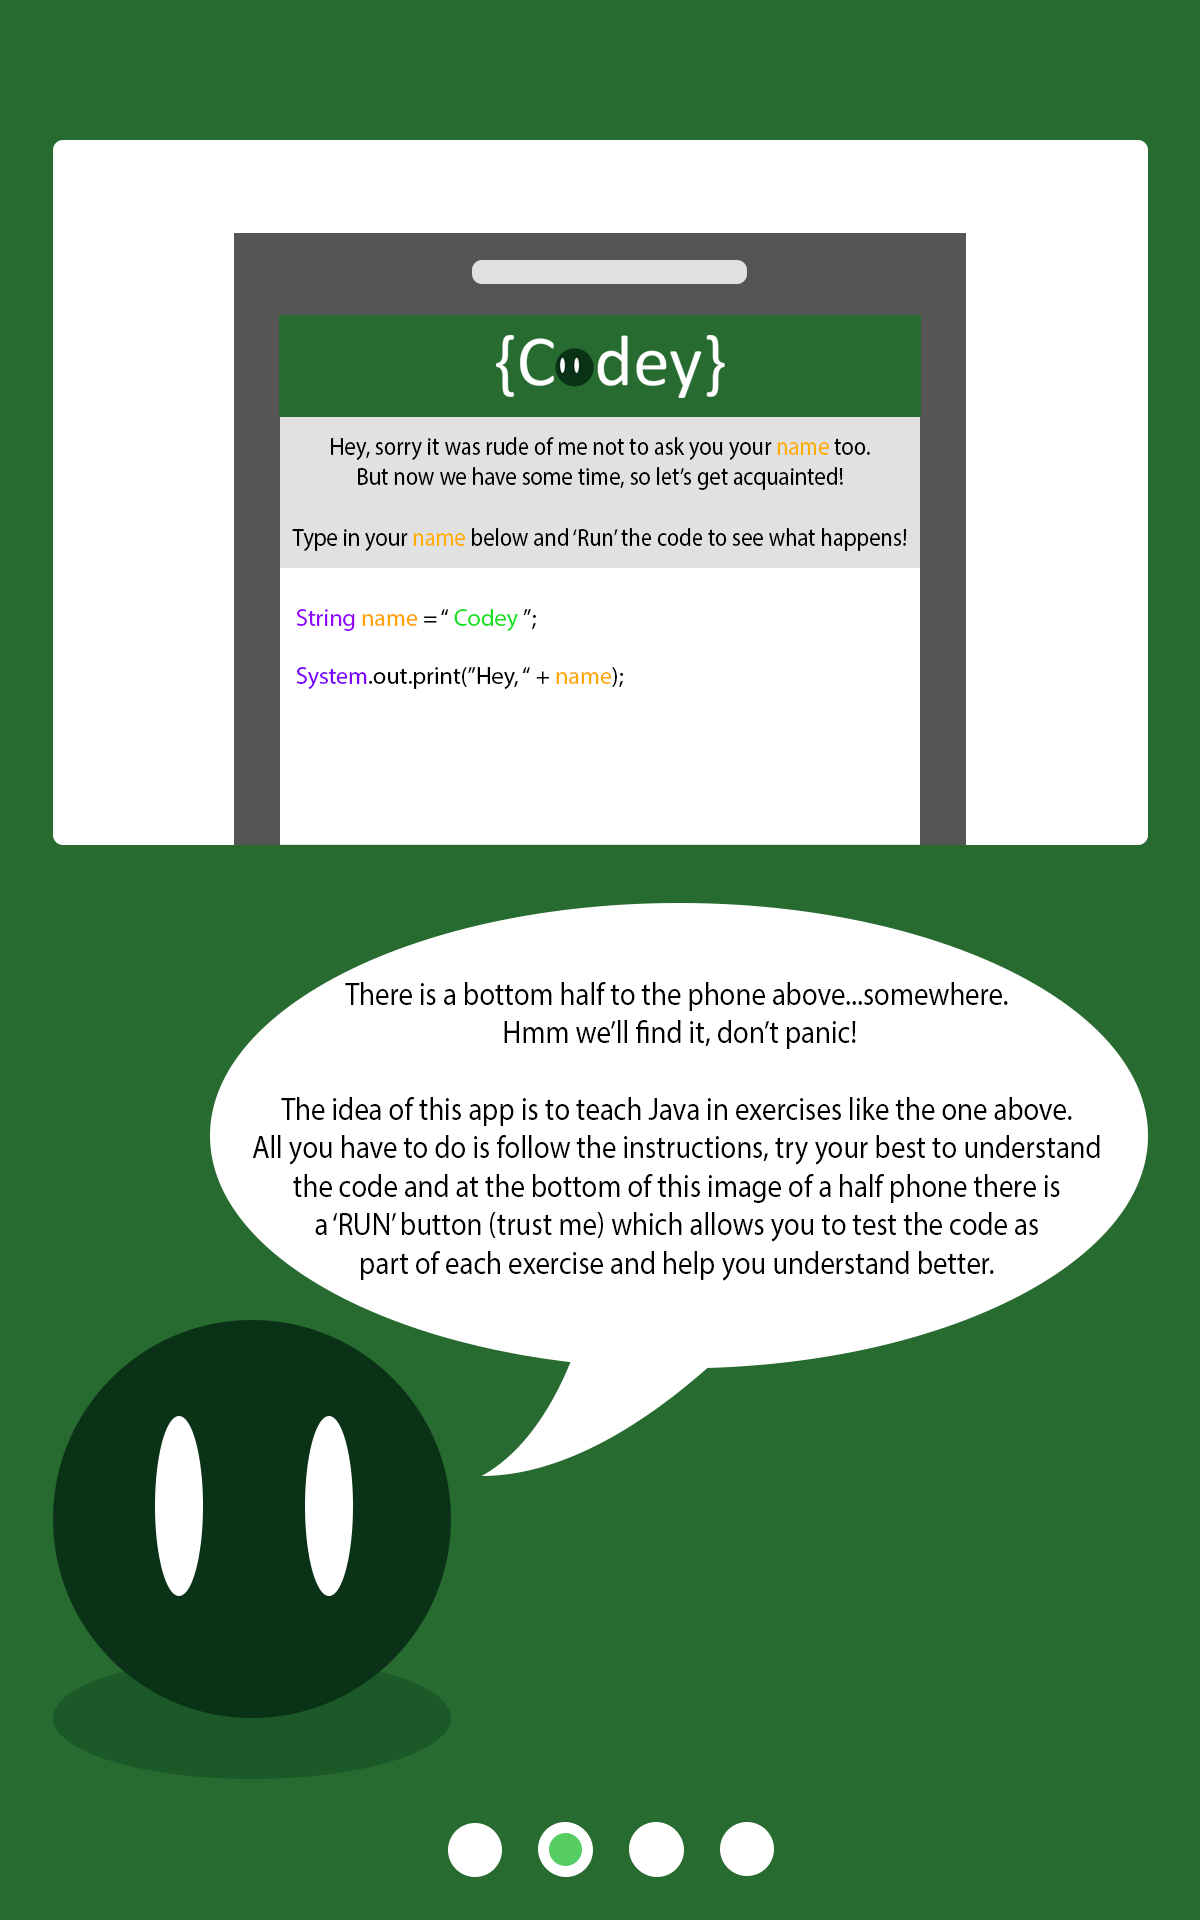 {Codey}
Hey, sorry it was rude of me not to ask you your name too.
But now we have some time, so let’s get acquainted!
Type in your name below and ‘Run’ the code to see what happens!
String name = “ Codey ”;
System.out.print(”Hey, “ + name);
There is a bottom half to the phone above...somewhere.
Hmm we’ll find it, don’t panic!
The idea of this app is to teach Java in exercises like the one above.
All you have to do is follow the instructions, try your best to understand
the code and at the bottom of this image of a half phone there is
a ‘RUN’ button (trust me) which allows you to test the code as
part of each exercise and help you understand better.